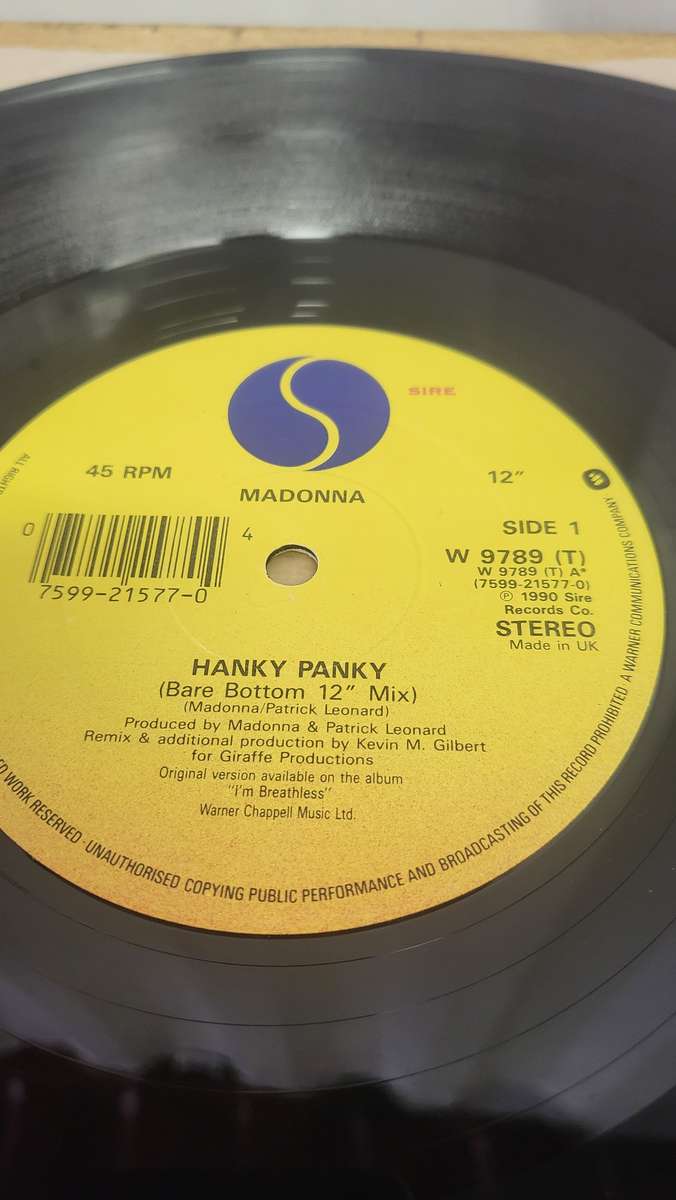 SIRE
45 RPM
12"
MADONNA
SIDE 1
0
4
7599-21577-0
W 9789 (T)
W 9789 (T) A*
(7599-21577-0)
℗ 1990 Sire
Records Co.
STEREO
Made in UK
HANKY PANKY
(Bare Bottom 12" Mix)
(Madonna/Patrick Leonard)
Produced by Madonna & Patrick Leonard
Remix & additional production by Kevin M. Gilbert
for Giraffe Productions
Original version available on the album
"I'm Breathless"
Warner Chappell Music Ltd.
ALL RIGHTS
WORK RESERVED · UNAUTHORISED COPYING PUBLIC PERFORMANCE AND BROADCASTING OF THIS RECORD PROHIBITED · A WARNER COMMUNICATIONS COMPANY